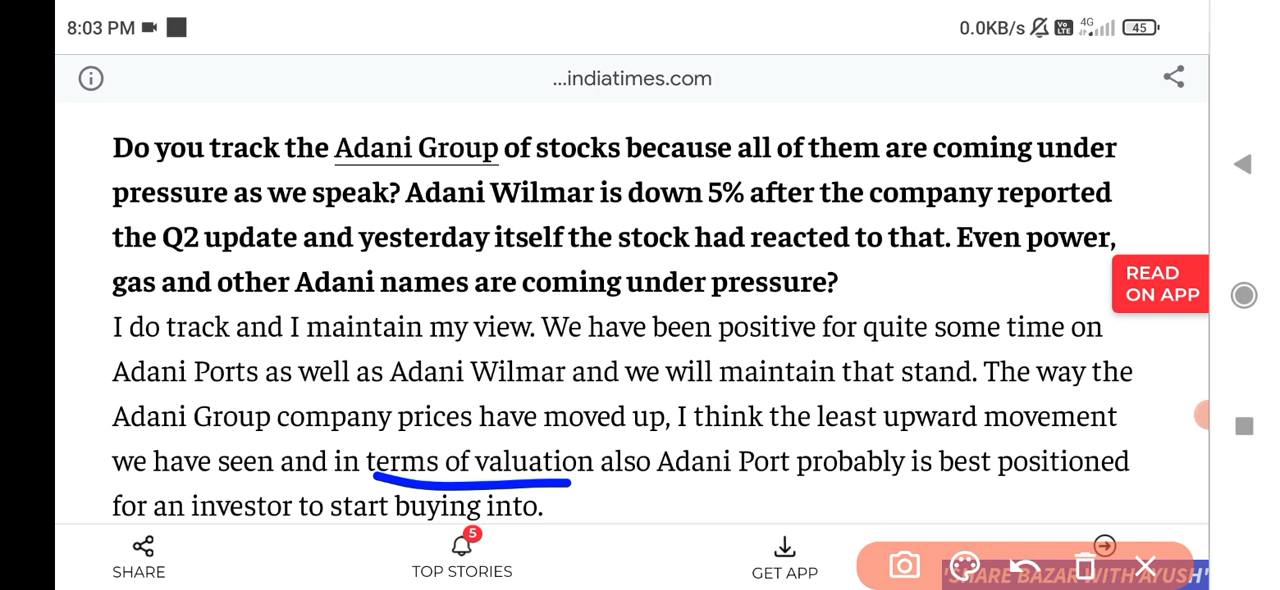 8:03 PM
0.0KB/s Vo LTE 4G 45
...indiatimes.com
Do you track the Adani Group of stocks because all of them are coming under
pressure as we speak? Adani Wilmar is down 5% after the company reported
the Q2 update and yesterday itself the stock had reacted to that. Even power,
gas and other Adani names are coming under pressure?
READ
ON APP
I do track and I maintain my view. We have been positive for quite some time on
Adani Ports as well as Adani Wilmar and we will maintain that stand. The way the
Adani Group company prices have moved up, I think the least upward movement
we have seen and in terms of valuation also Adani Port probably is best positioned
for an investor to start buying into.
5
SHARE
TOP STORIES
GET APP
'SHARE BAZAR WITH AYUSH'